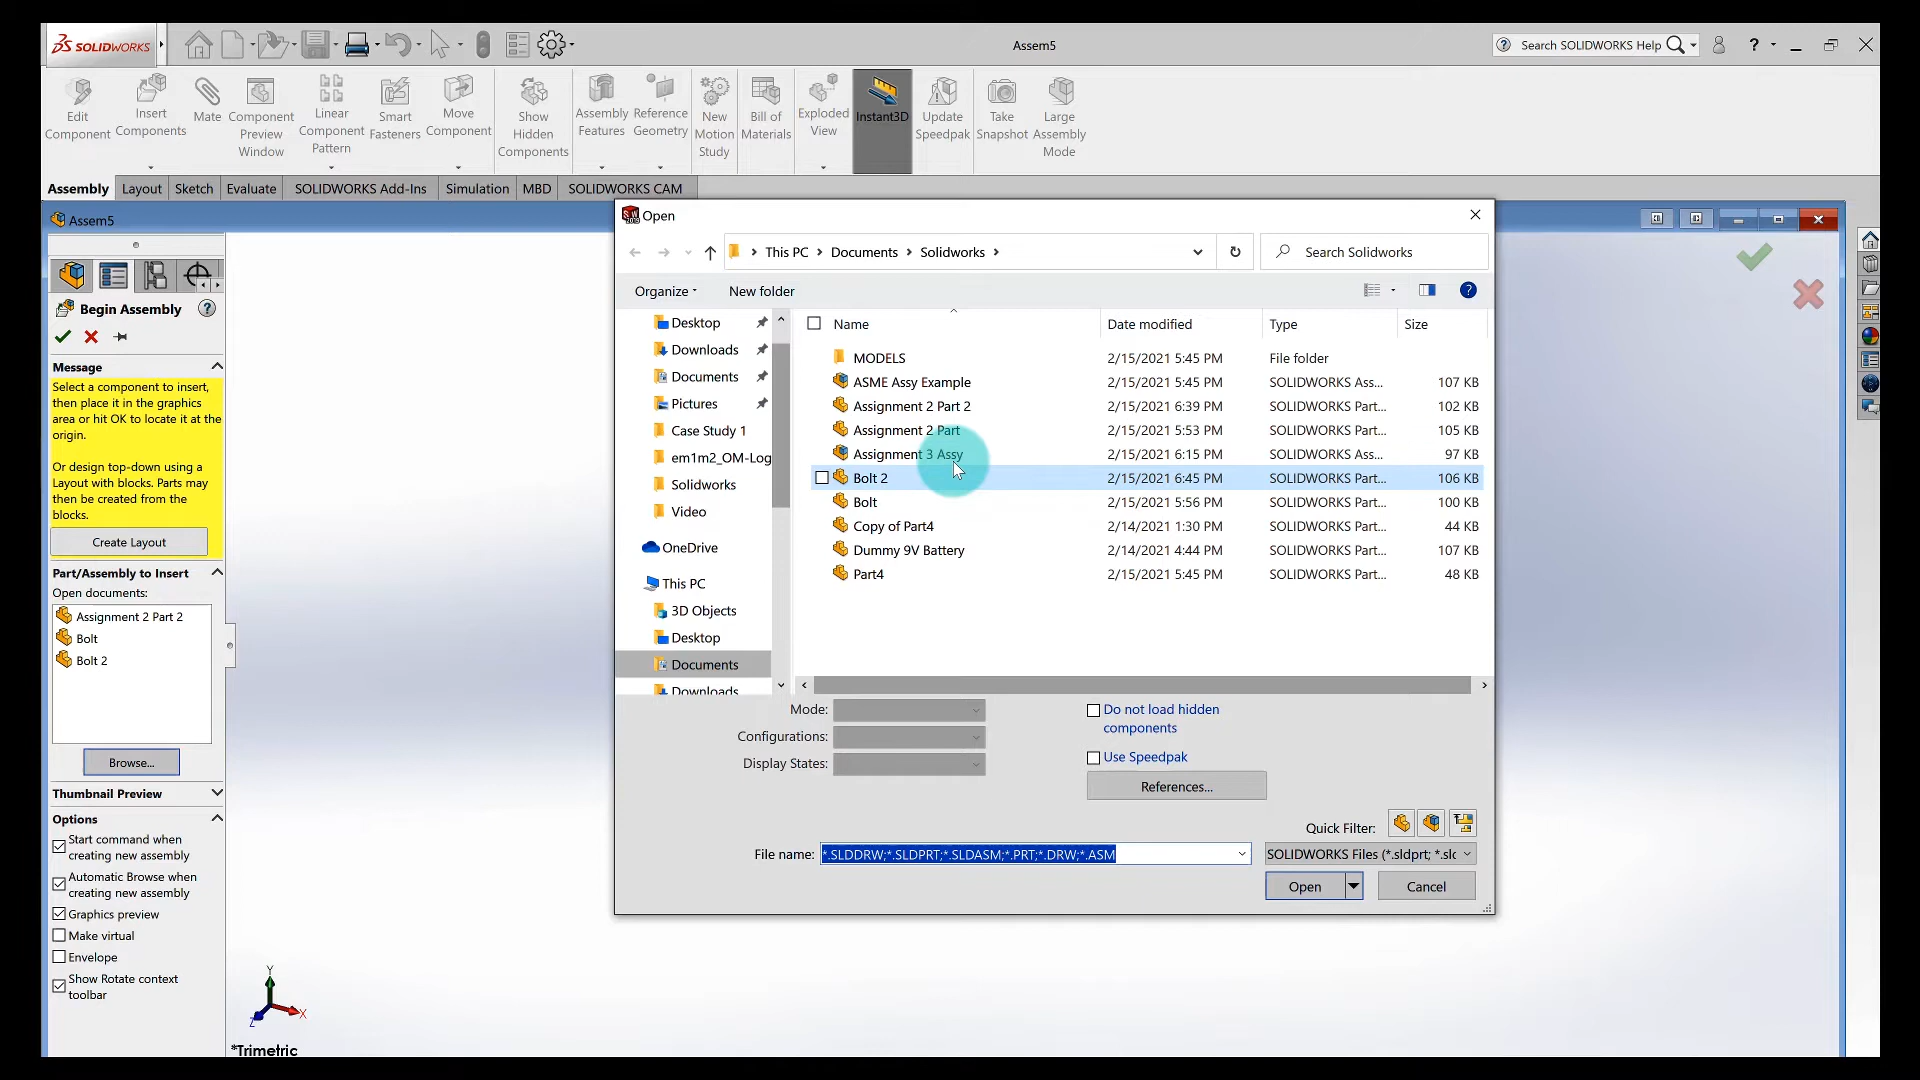 SOLIDWORKS
Assem5
Search SOLIDWORKS Help
?
Edit
Component
Insert
Components
Mate
Component
Preview
Window
Linear
Component
Pattern
Smart
Fasteners
Move
Component
Show
Hidden
Components
Assembly
Features
Reference
Geometry
New
Motion
Study
Bill of
Materials
Exploded
View
Instant3D
Update
Speedpak
Take
Snapshot
Large
Assembly
Mode
Assembly
Layout
Sketch
Evaluate
SOLIDWORKS Add-Ins
Simulation
MBD
SOLIDWORKS CAM
Assem5
Begin Assembly
?
Message
Select a component to insert,
then place it in the graphics
area or hit OK to locate it at the
origin.
Or design top-down using a
Layout with blocks. Parts may
then be created from the
blocks.
Create Layout
Part/Assembly to Insert
Open documents:
Assignment 2 Part 2
Bolt
Bolt 2
Browse...
Thumbnail Preview
Options
Start command when
creating new assembly
Automatic Browse when
creating new assembly
Graphics preview
Make virtual
Envelope
Show Rotate context
toolbar
Y
X
Z
*Trimetric
Open
This PC
Documents
Solidworks
Search Solidworks
Organize
New folder
?
Desktop
Downloads
Documents
Pictures
Case Study 1
em1m2_OM-Log
Solidworks
Video
OneDrive
This PC
3D Objects
Desktop
Documents
Downloads
Name Date modified Type Size
MODELS 2/15/2021 5:45 PM File folder
ASME Assy Example 2/15/2021 5:45 PM SOLIDWORKS Ass... 107 KB
Assignment 2 Part 2 2/15/2021 6:39 PM SOLIDWORKS Part... 102 KB
Assignment 2 Part 2/15/2021 5:53 PM SOLIDWORKS Part... 105 KB
Assignment 3 Assy 2/15/2021 6:15 PM SOLIDWORKS Ass... 97 KB
Bolt 2 2/15/2021 6:45 PM SOLIDWORKS Part... 106 KB
Bolt 2/15/2021 5:56 PM SOLIDWORKS Part... 100 KB
Copy of Part4 2/14/2021 1:30 PM SOLIDWORKS Part... 44 KB
Dummy 9V Battery 2/14/2021 4:44 PM SOLIDWORKS Part... 107 KB
Part4 2/15/2021 5:45 PM SOLIDWORKS Part... 48 KB
Mode:
Configurations:
Display States:
Do not load hidden
components
Use Speedpak
References...
Quick Filter:
File name: *.SLDDRW;*.SLDPRT;*.SLDASM;*.PRT;*.DRW;*.ASM
SOLIDWORKS Files (*.sldprt; *.slc
Open
Cancel